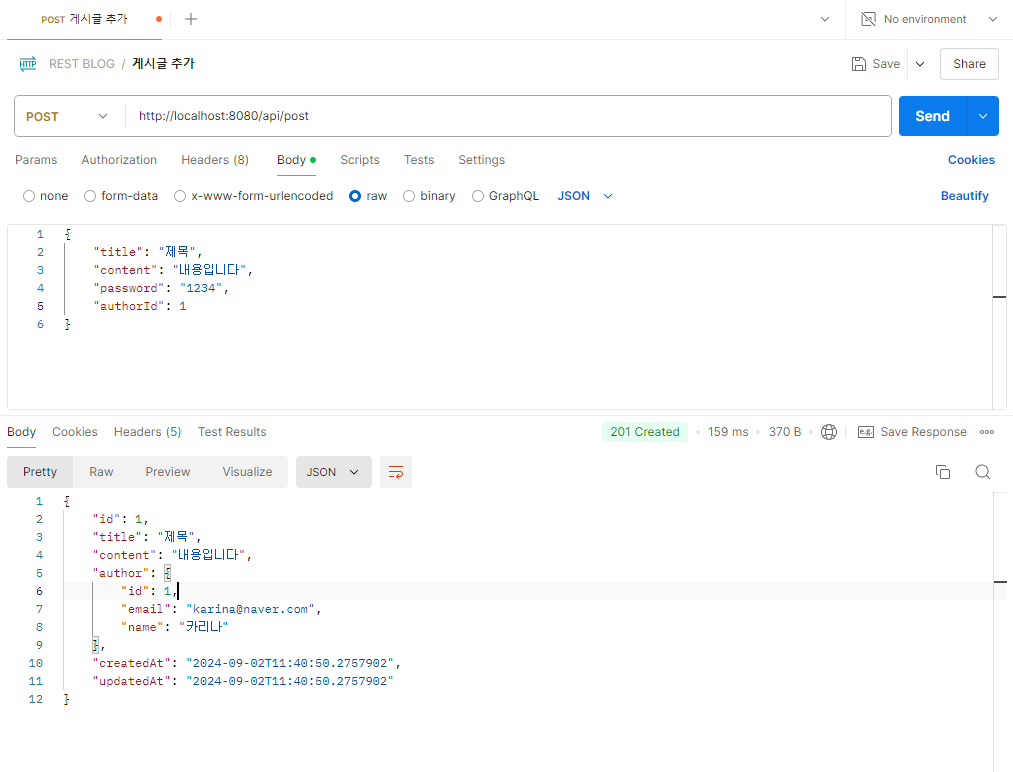 POST 게시글 추가
No environment
HTTP REST BLOG / 게시글 추가
Save
Share
POST http://localhost:8080/api/post
Send
Params Authorization Headers (8) Body Scripts Tests Settings Cookies
none form-data x-www-form-urlencoded raw binary GraphQL JSON Beautify
1 {
2 "title": "제목",
3 "content": "내용입니다",
4 "password": "1234",
5 "authorId": 1
6 }
Body Cookies Headers (5) Test Results 201 Created 159 ms 370 B e.g. Save Response
Pretty Raw Preview Visualize JSON
1 {
2 "id": 1,
3 "title": "제목",
4 "content": "내용입니다",
5 "author": {
6 "id": 1,
7 "email": "karina@naver.com",
8 "name": "카리나"
9 },
10 "createdAt": "2024-09-02T11:40:50.2757902",
11 "updatedAt": "2024-09-02T11:40:50.2757902"
12 }